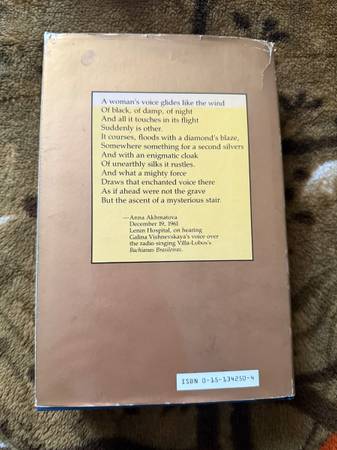 A woman's voice glides like the wind
Of black, of damp, of night
And all it touches in its flight
Suddenly is other.
It courses, floods with a diamond's blaze,
Somewhere something for a second silvers
And with an enigmatic cloak
Of unearthly silks it rustles.
And what a mighty force
Draws that enchanted voice there
As if ahead were not the grave
But the ascent of a mysterious stair.
—Anna Akhmatova
December 19, 1961
Lenin Hospital, on hearing
Galina Vishnevskaya's voice over
the radio-singing Villa-Lobos's
Bachianas Brasileiras.
ISBN 0-15-134250-4